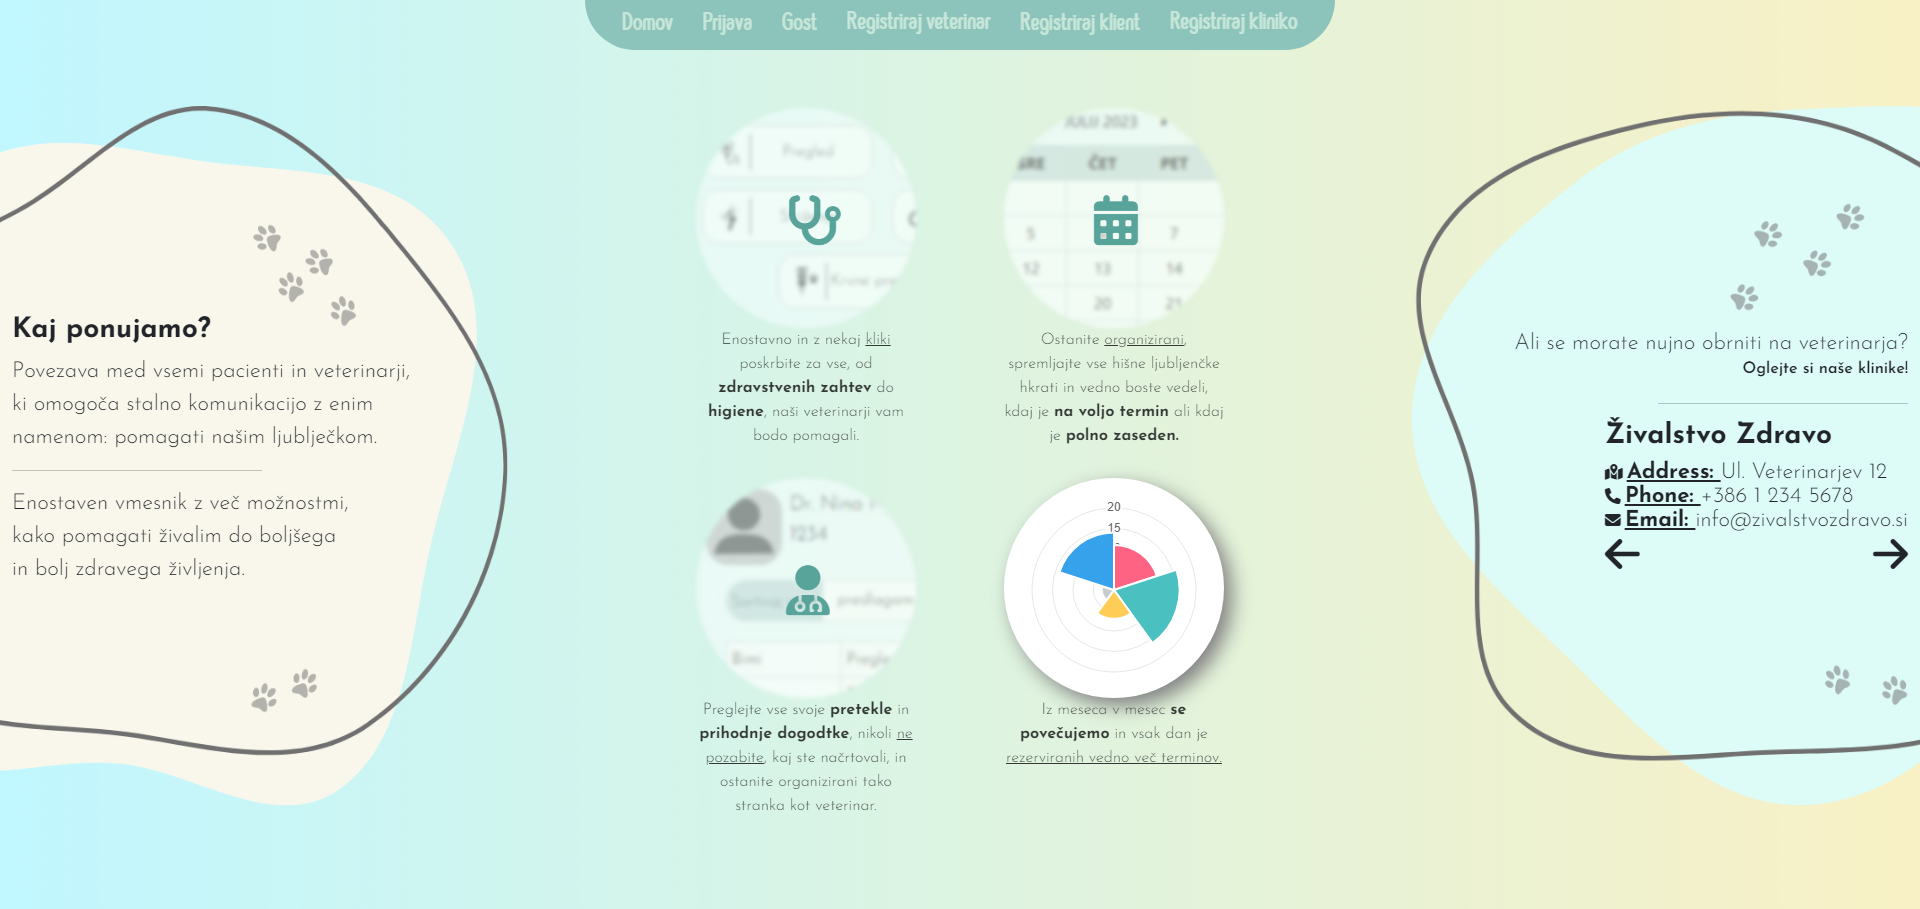 Domov Prijava Gost Registriraj veterinar Registriraj klient Registriraj kliniko
Kaj ponujamo?
Povezava med vsemi pacienti in veterinarji,
ki omogoča stalno komunikacijo z enim
namenom: pomagati našim ljublječkom.
Enostaven vmesnik z več možnostmi,
kako pomagati živalim do boljšega
in bolj zdravega življenja.
Pregled
Enostavno in z nekaj kliki
poskrbite za vse, od
zdravstvenih zahtev do
higiene, naši veterinarji vam
bodo pomagali.
JULIJ 2023
SRE ČET PET
5 7
12 13 14
20 21
Ostanite organizirani,
spremljajte vse hišne ljubljenčke
hkrati in vedno boste vedeli,
kdaj je na voljo termin ali kdaj
je polno zaseden.
Dr. Nina
1234
predlagam
Bimi
Preglejte vse svoje pretekle in
prihodnje dogodtke, nikoli ne
pozabite, kaj ste načrtovali, in
ostanite organizirani tako
stranka kot veterinar.
20
15
Iz meseca v mesec se
povečujemo in vsak dan je
rezerviranih vedno več terminov.
Ali se morate nujno obrniti na veterinarja?
Oglejte si naše klinike!
Živalstvo Zdravo
Address: Ul. Veterinarjev 12
Phone: +386 1 234 5678
Email: info@zivalstvozdravo.si